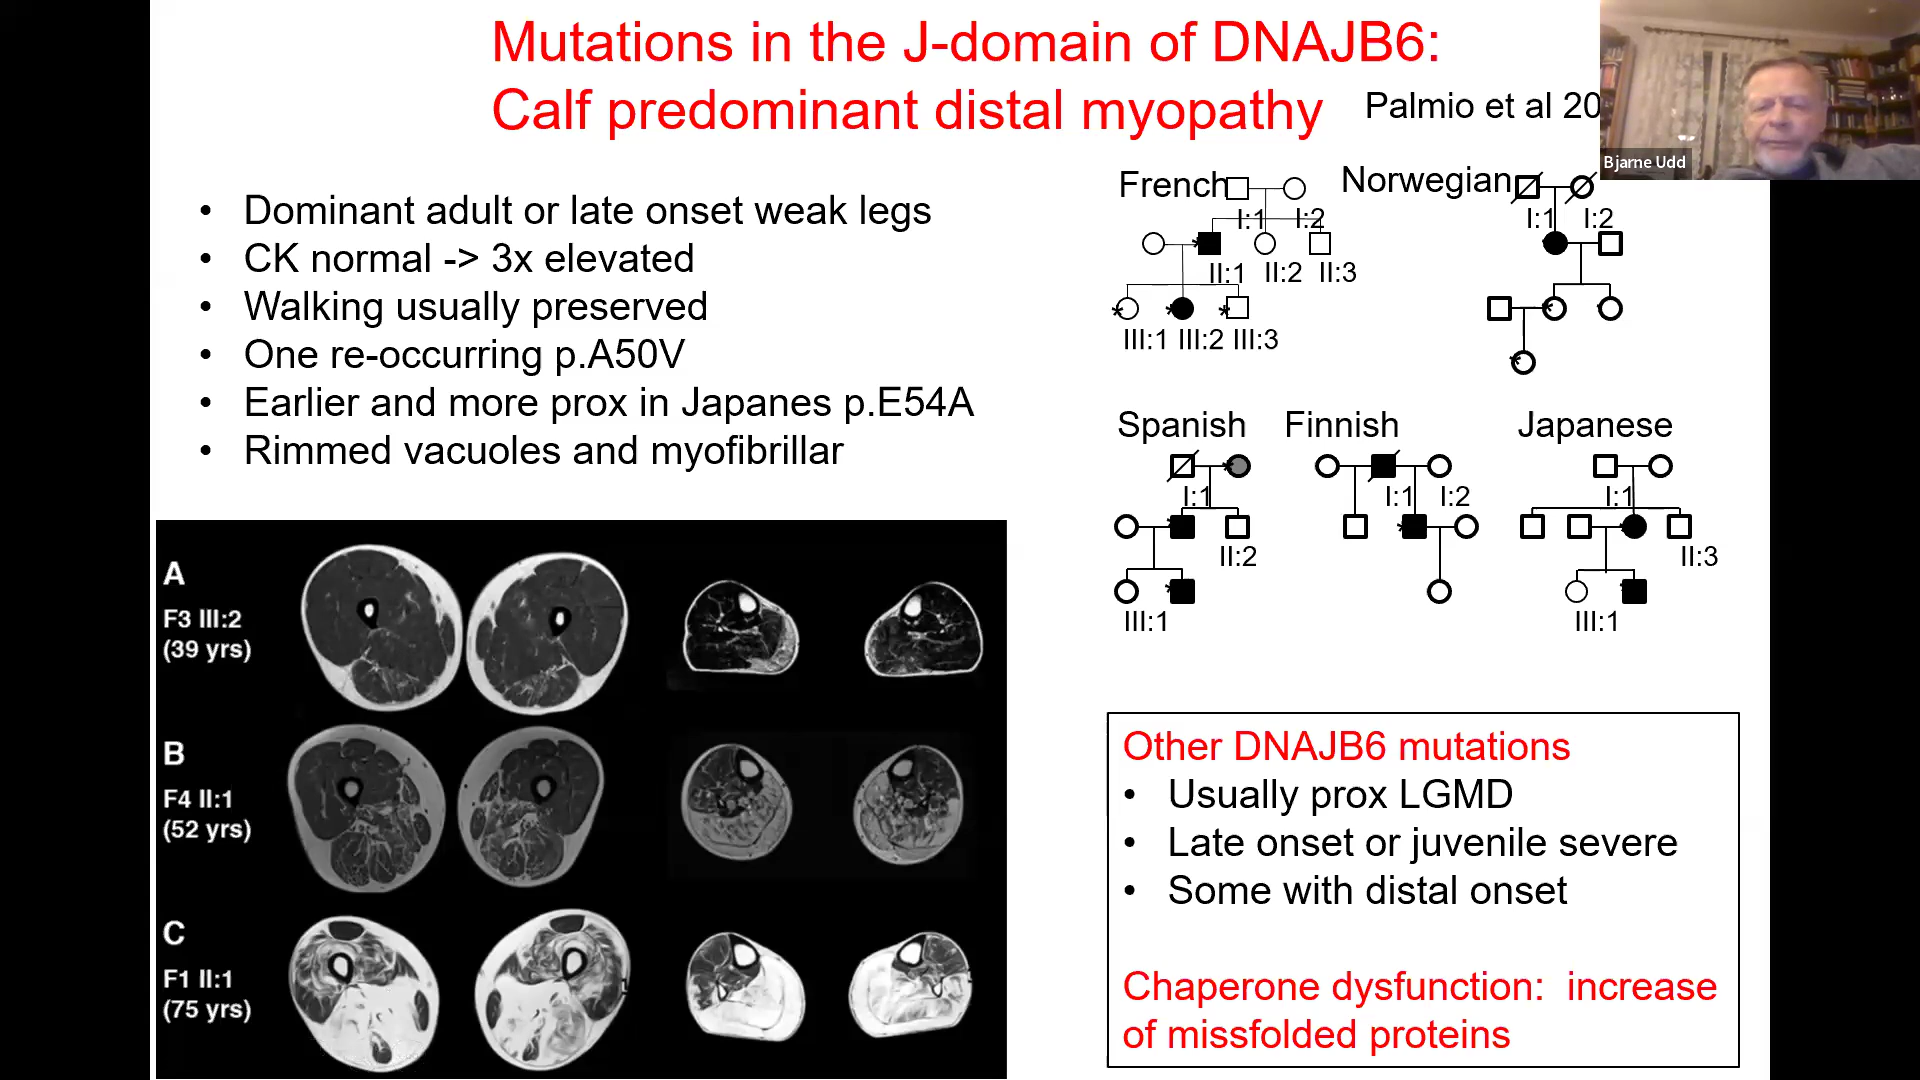 Mutations in the J-domain of DNAJB6:
Calf predominant distal myopathy
Palmio et al 20
Bjarne Udd
• Dominant adult or late onset weak legs
• CK normal -> 3x elevated
• Walking usually preserved
• One re-occurring p.A50V
• Earlier and more prox in Japanes p.E54A
• Rimmed vacuoles and myofibrillar
French
I:1 I:2
* II:1 II:2 II:3
* * *
III:1 III:2 III:3
Norwegian
I:1 I:2
*
*
Spanish
*
I:1
* II:2
*
III:1
Finnish
I:1 I:2
*
Japanese
I:1
* II:3
*
III:1
A
F3 III:2
(39 yrs)
B
F4 II:1
(52 yrs)
C
F1 II:1
(75 yrs)
Other DNAJB6 mutations
• Usually prox LGMD
• Late onset or juvenile severe
• Some with distal onset
Chaperone dysfunction: increase
of missfolded proteins